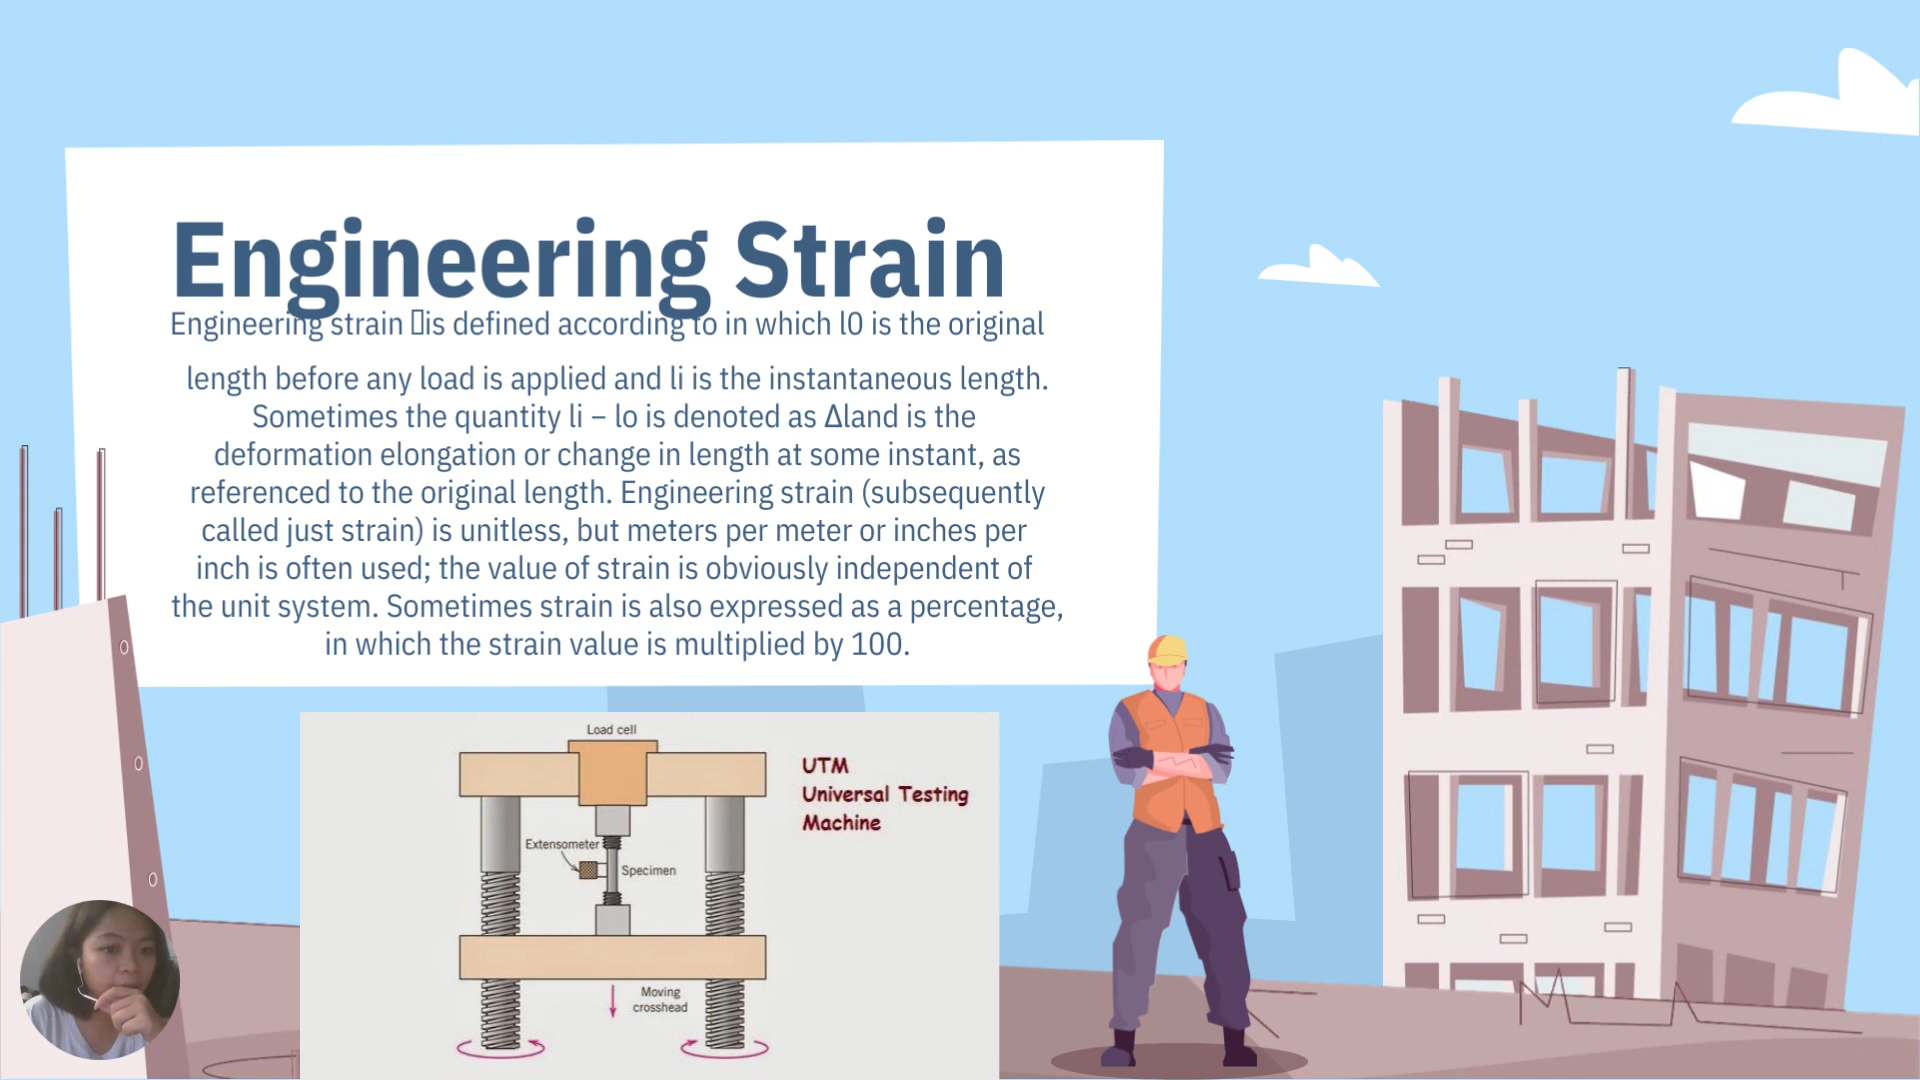 Engineering Strain
Engineering strain ▯is defined according to in which l0 is the original
length before any load is applied and li is the instantaneous length.
Sometimes the quantity li – lo is denoted as Δland is the
deformation elongation or change in length at some instant, as
referenced to the original length. Engineering strain (subsequently
called just strain) is unitless, but meters per meter or inches per
inch is often used; the value of strain is obviously independent of
the unit system. Sometimes strain is also expressed as a percentage,
in which the strain value is multiplied by 100.
Load cell
UTM
Universal Testing
Machine
Extensometer
Specimen
Moving
crosshead